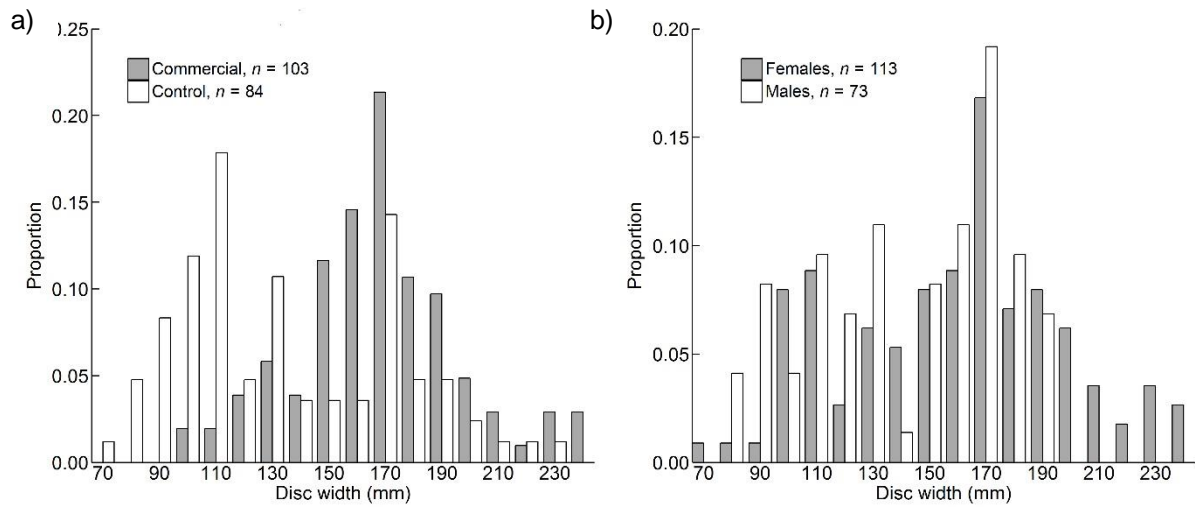 a)
0.25
0.20
0.15
0.10
0.05
0.00
Proportion
Commercial, n = 103
Control, n = 84
70 90 110 130 150 170 190 210 230
Disc width (mm)
b)
0.20
0.15
0.10
0.05
0.00
Proportion
Females, n = 113
Males, n = 73
70 90 110 130 150 170 190 210 230
Disc width (mm)